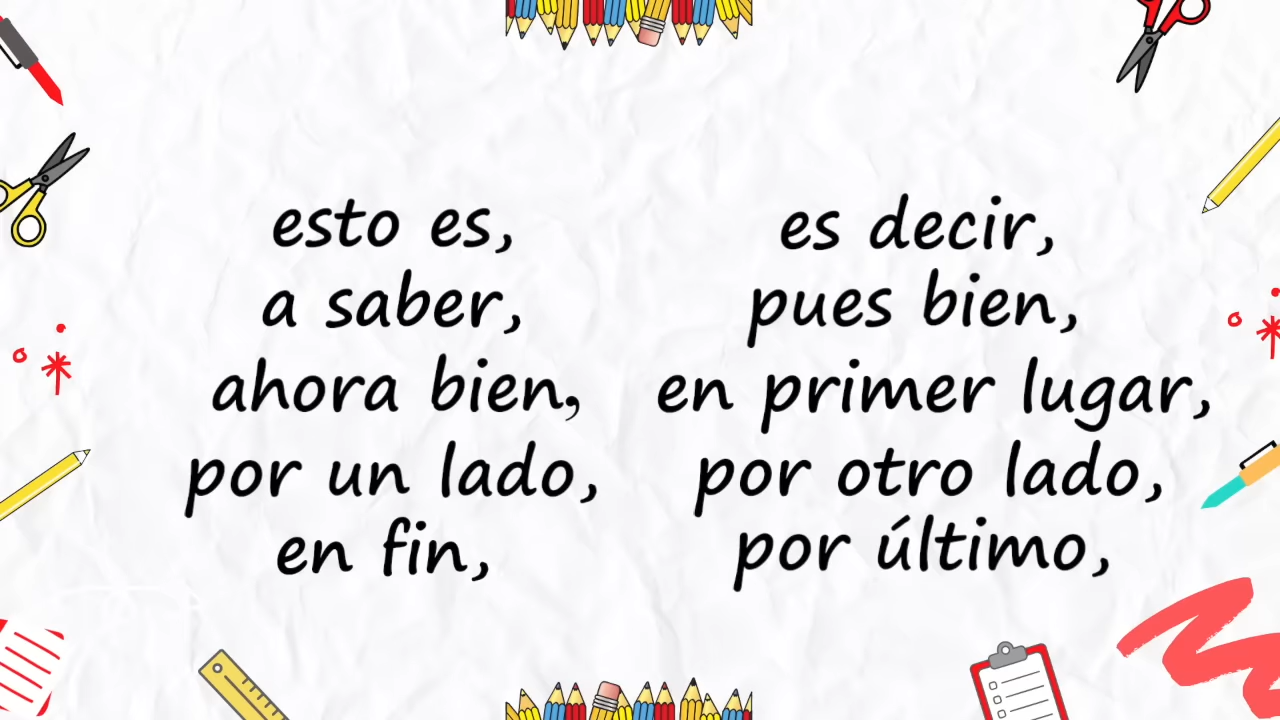 esto es,
a saber,
ahora bien,
por un lado,
en fin,
es decir,
pues bien,
en primer lugar,
por otro lado,
por último,